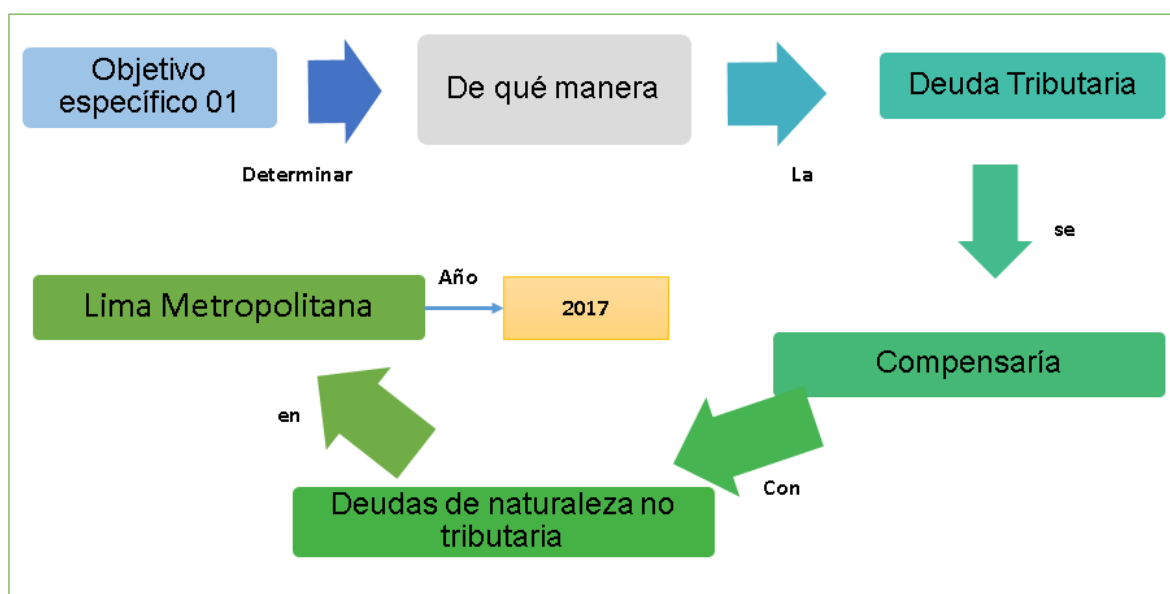 Objetivo
específico 01
Determinar
De qué manera
La
Deuda Tributaria
se
Compensaría
Con
Deudas de naturaleza no
tributaria
en
Lima Metropolitana
Año
2017